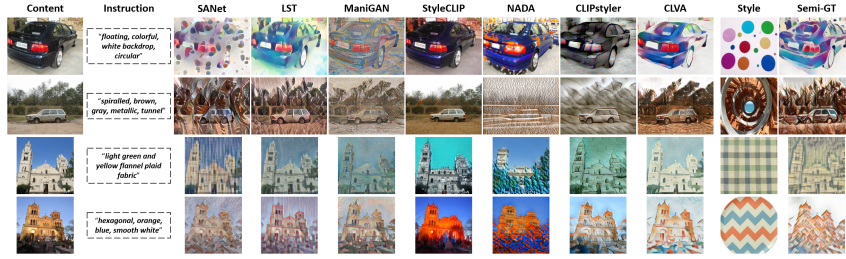 Content Instruction SANet LST ManiGAN StyleCLIP NADA CLIPstyler CLVA Style Semi-GT
"floating, colorful,
white backdrop,
circular"
"spiralled, brown,
gray, metallic, tunnel"
"light green and
yellow flannel plaid
fabric"
"hexagonal, orange,
blue, smooth white"